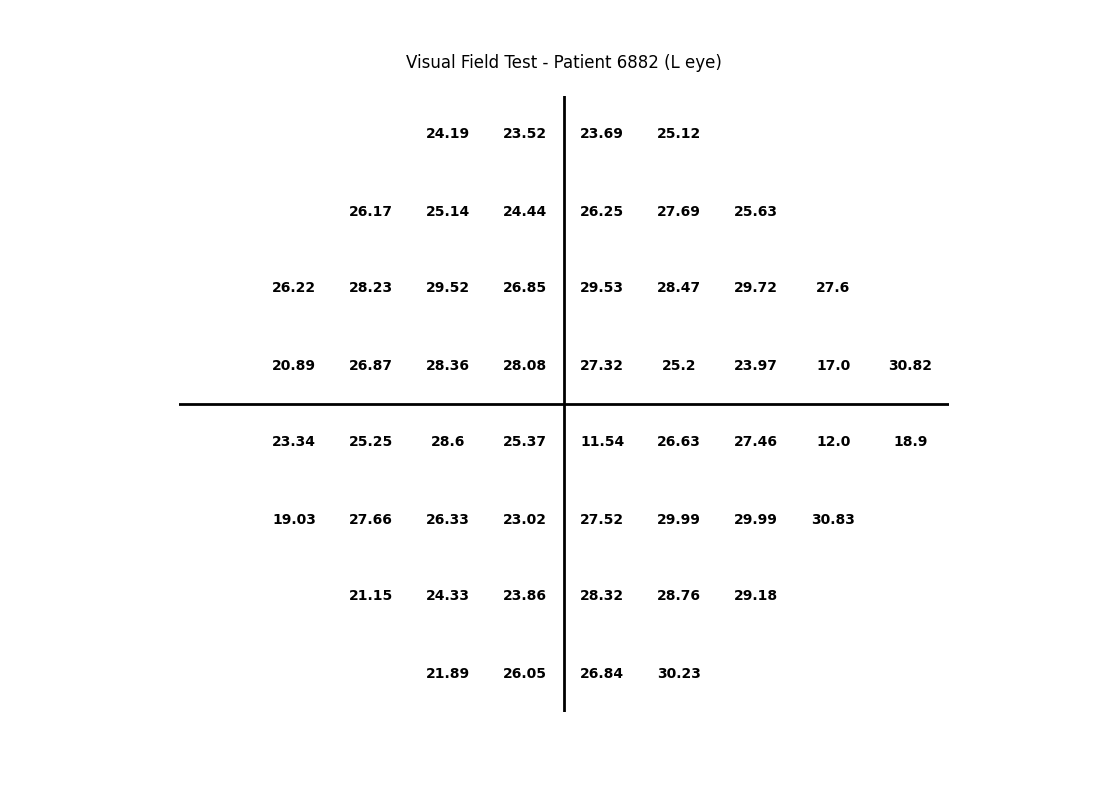 Visual Field Test - Patient 6882 (L eye)
24.19 23.52 23.69 25.12
26.17 25.14 24.44 26.25 27.69 25.63
26.22 28.23 29.52 26.85 29.53 28.47 29.72 27.6
20.89 26.87 28.36 28.08 27.32 25.2 23.97 17.0 30.82
23.34 25.25 28.6 25.37 11.54 26.63 27.46 12.0 18.9
19.03 27.66 26.33 23.02 27.52 29.99 29.99 30.83
21.15 24.33 23.86 28.32 28.76 29.18
21.89 26.05 26.84 30.23